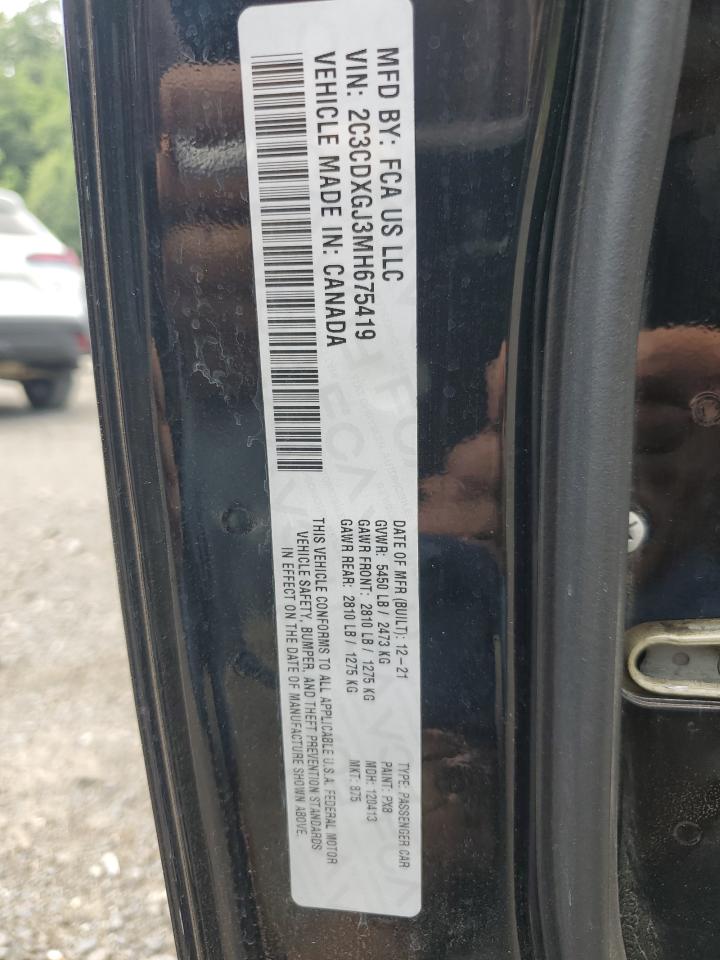 MFD BY: FCA US LLC
VIN: 2C3CDXGJ3MH675419
VEHICLE MADE IN: CANADA
DATE OF MFR (BUILT): 12-21
GVWR: 5450 LB / 2473 KG
GAWR FRONT: 2810 LB / 1275 KG
GAWR REAR: 2810 LB / 1275 KG
TYPE: PASSENGER CAR
PAINT: PX8
MDH: 120413
MKT: 875
THIS VEHICLE CONFORMS TO ALL APPLICABLE U.S.A. FEDERAL MOTOR
VEHICLE SAFETY, BUMPER, AND THEFT PREVENTION STANDARDS
IN EFFECT ON THE DATE OF MANUFACTURE SHOWN ABOVE.